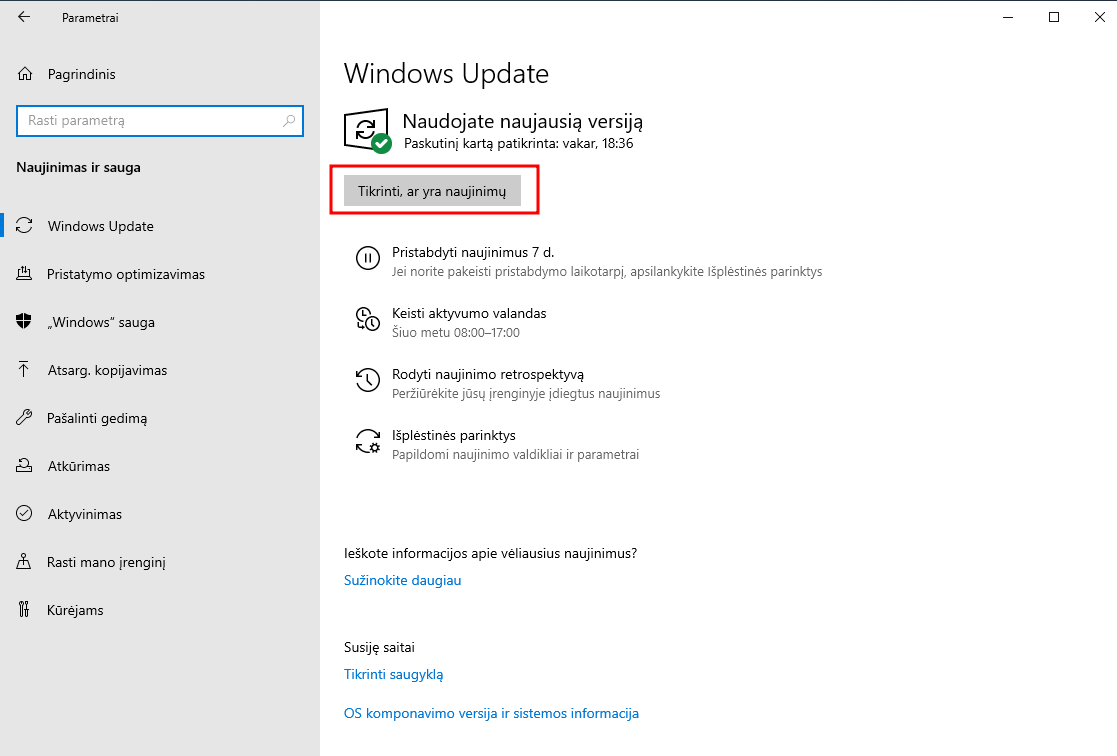 Parametrai
Pagrindinis
Rasti parametrą
Naujinimas ir sauga
Windows Update
Pristatymo optimizavimas
„Windows“ sauga
Atsarg. kopijavimas
Pašalinti gedimą
Atkūrimas
Aktyvinimas
Rasti mano įrenginį
Kūrėjams
Windows Update
Naudojate naujausią versiją
Paskutinį kartą patikrinta: vakar, 18:36
Tikrinti, ar yra naujinimų
Pristabdyti naujinimus 7 d.
Jei norite pakeisti pristabdymo laikotarpį, apsilankykite Išplėstinės parinktys
Keisti aktyvumo valandas
Šiuo metu 08:00–17:00
Rodyti naujinimo retrospektyvą
Peržiūrėkite jūsų įrenginyje įdiegtus naujinimus
Išplėstinės parinktys
Papildomi naujinimo valdikliai ir parametrai
Ieškote informacijos apie vėliausius naujinimus?
Sužinokite daugiau
Susiję saitai
Tikrinti saugyklą
OS komponavimo versija ir sistemos informacija